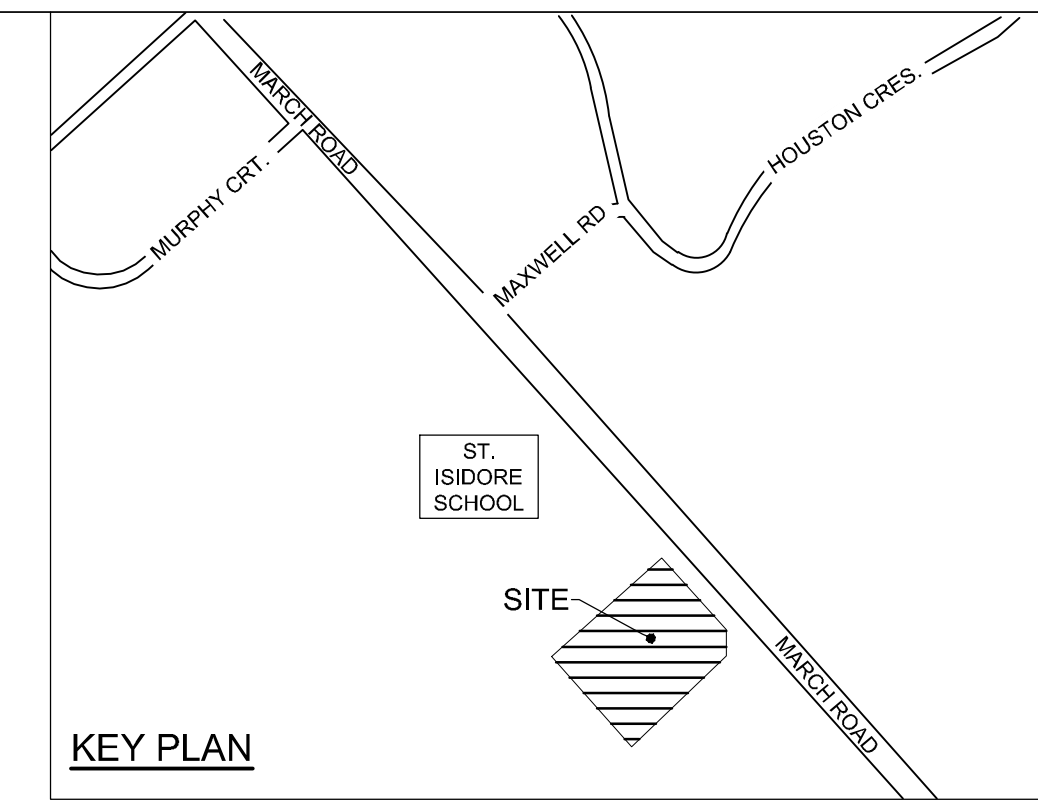 MARCH ROAD
HOUSTON CRES.
MURPHY CRT.
MAXWELL RD
ST.
ISIDORE
SCHOOL
SITE
MARCH ROAD
KEY PLAN